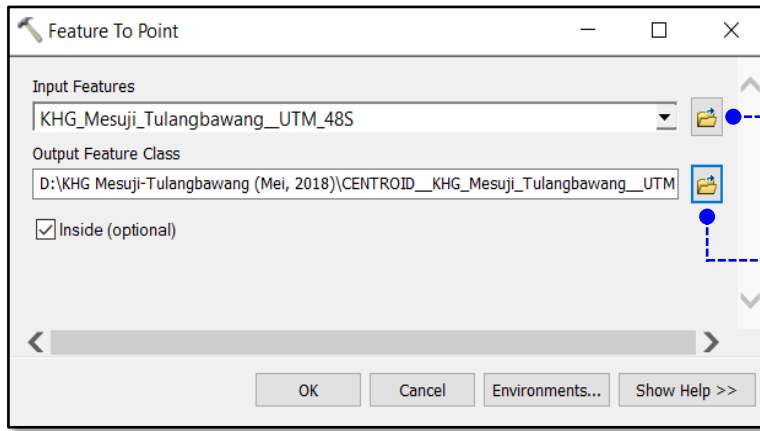 Feature To Point
Input Features
KHG_Mesuji_Tulangbawang__UTM_48S
Output Feature Class
D:\KHG Mesuji-Tulangbawang (Mei, 2018)\CENTROID__KHG_Mesuji_Tulangbawang__UTM
Inside (optional)
OK Cancel Environments... Show Help >>